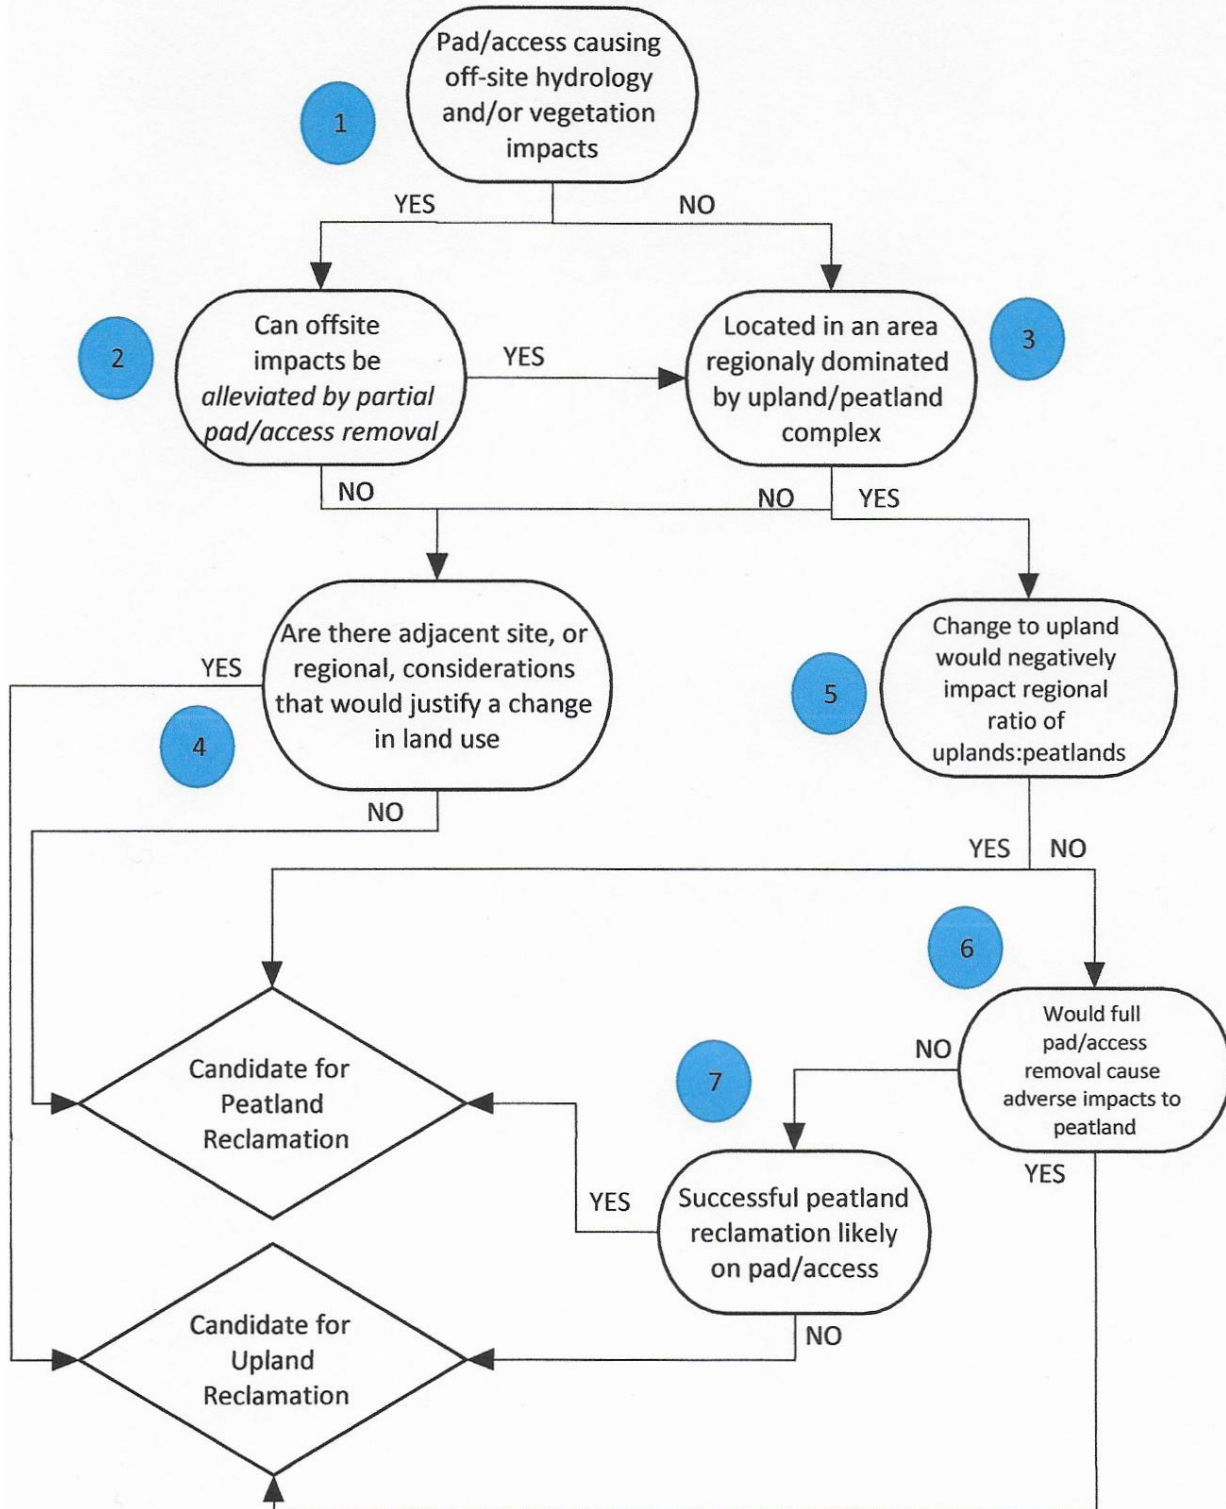 Pad/access causing
off-site hydrology
and/or vegetation
impacts
1
YES
NO
Can offsite
impacts be
alleviated by partial
pad/access removal
2
YES
Located in an area
regionaly dominated
by upland/peatland
complex
3
NO
NO
YES
Are there adjacent site, or
regional, considerations
that would justify a change
in land use
YES
4
NO
Change to upland
would negatively
impact regional
ratio of
uplands:peatlands
5
YES
NO
6
Would full
pad/access
removal cause
adverse impacts to
peatland
NO
YES
7
Candidate for
Peatland
Reclamation
YES
Successful peatland
reclamation likely
on pad/access
NO
Candidate for
Upland
Reclamation